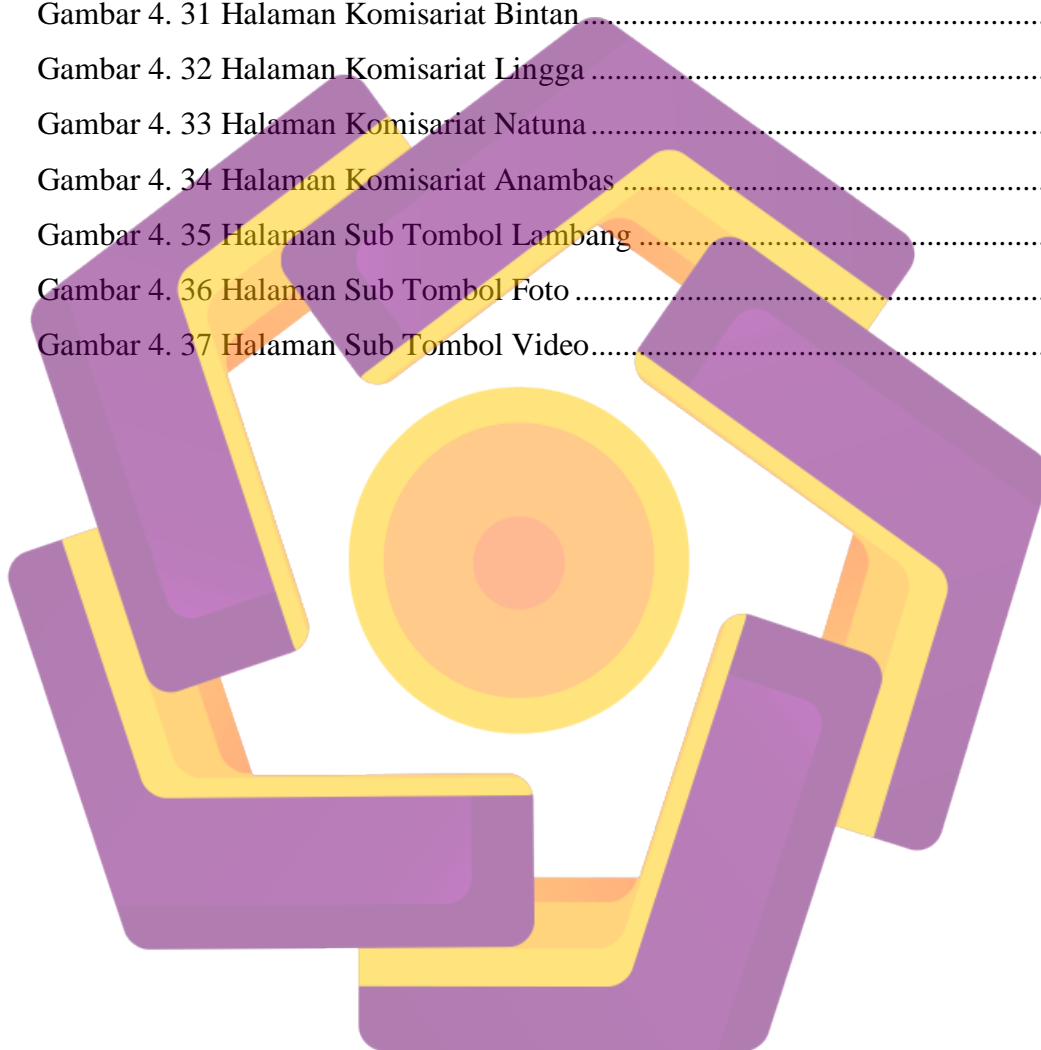 Gambar 4. 31 Halaman Komisariat Bintan........................................................
Gambar 4. 32 Halaman Komisariat Lingga .......................................................
Gambar 4. 33 Halaman Komisariat Natuna .......................................................
Gambar 4. 34 Halaman Komisariat Anambas ....................................................
Gambar 4. 35 Halaman Sub Tombol Lambang .................................................
Gambar 4. 36 Halaman Sub Tombol Foto .........................................................
Gambar 4. 37 Halaman Sub Tombol Video.......................................................